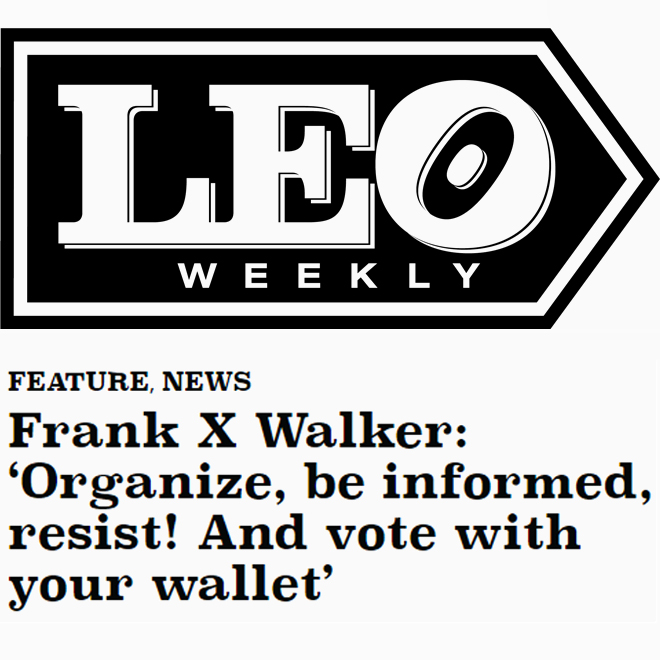 LEO
WEEKLY
FEATURE, NEWS
Frank X Walker:
‘Organize, be informed,
resist! And vote with
your wallet’